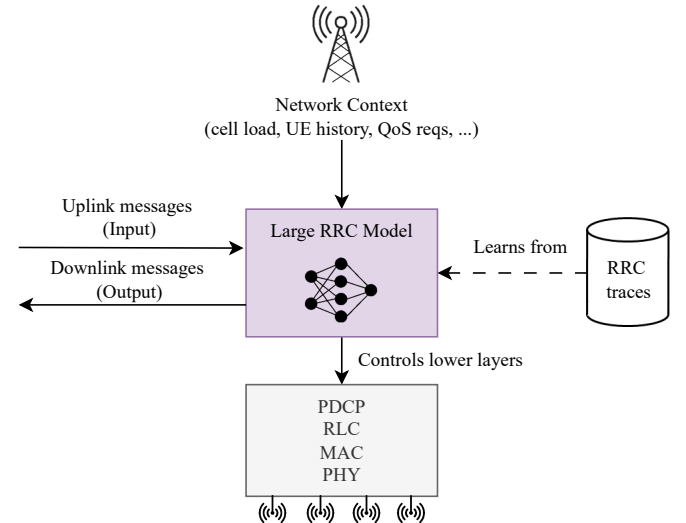 Network Context
(cell load, UE history, QoS reqs, ...)
Uplink messages
(Input)
Downlink messages
(Output)
Large RRC Model
Learns from
RRC
traces
Controls lower layers
PDCP
RLC
MAC
PHY